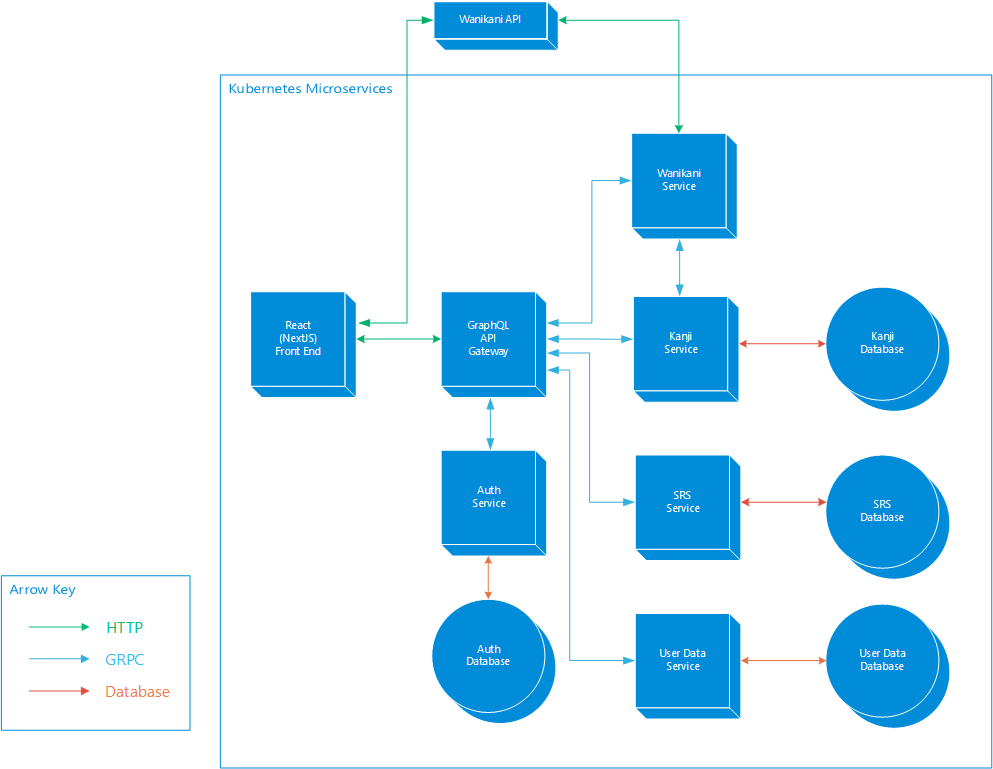 Wanikani API
Kubernetes Microservices
Wanikani
Service
React
(NextJS)
Front End
GraphQL
API
Gateway
Kanji
Service
Kanji
Database
Auth
Service
SRS
Service
SRS
Database
Arrow Key
HTTP
GRPC
Database
Auth
Database
User Data
Service
User Data
Database